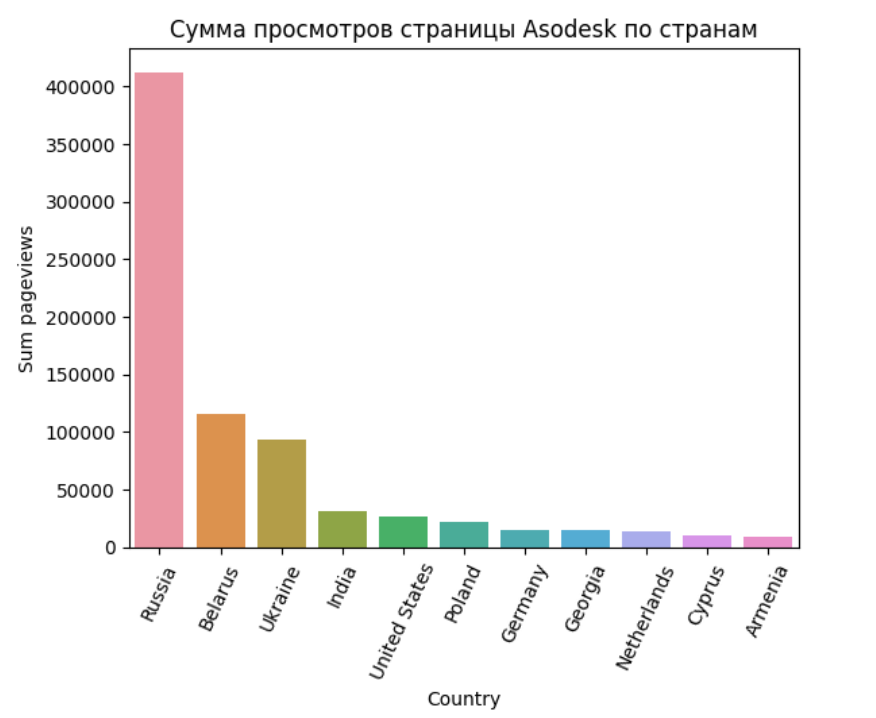 Сумма просмотров страницы Asodesk по странам
Sum pageviews
400000
350000
300000
250000
200000
150000
100000
50000
0
Russia
Belarus
Ukraine
India
United States
Poland
Germany
Georgia
Netherlands
Cyprus
Armenia
Country